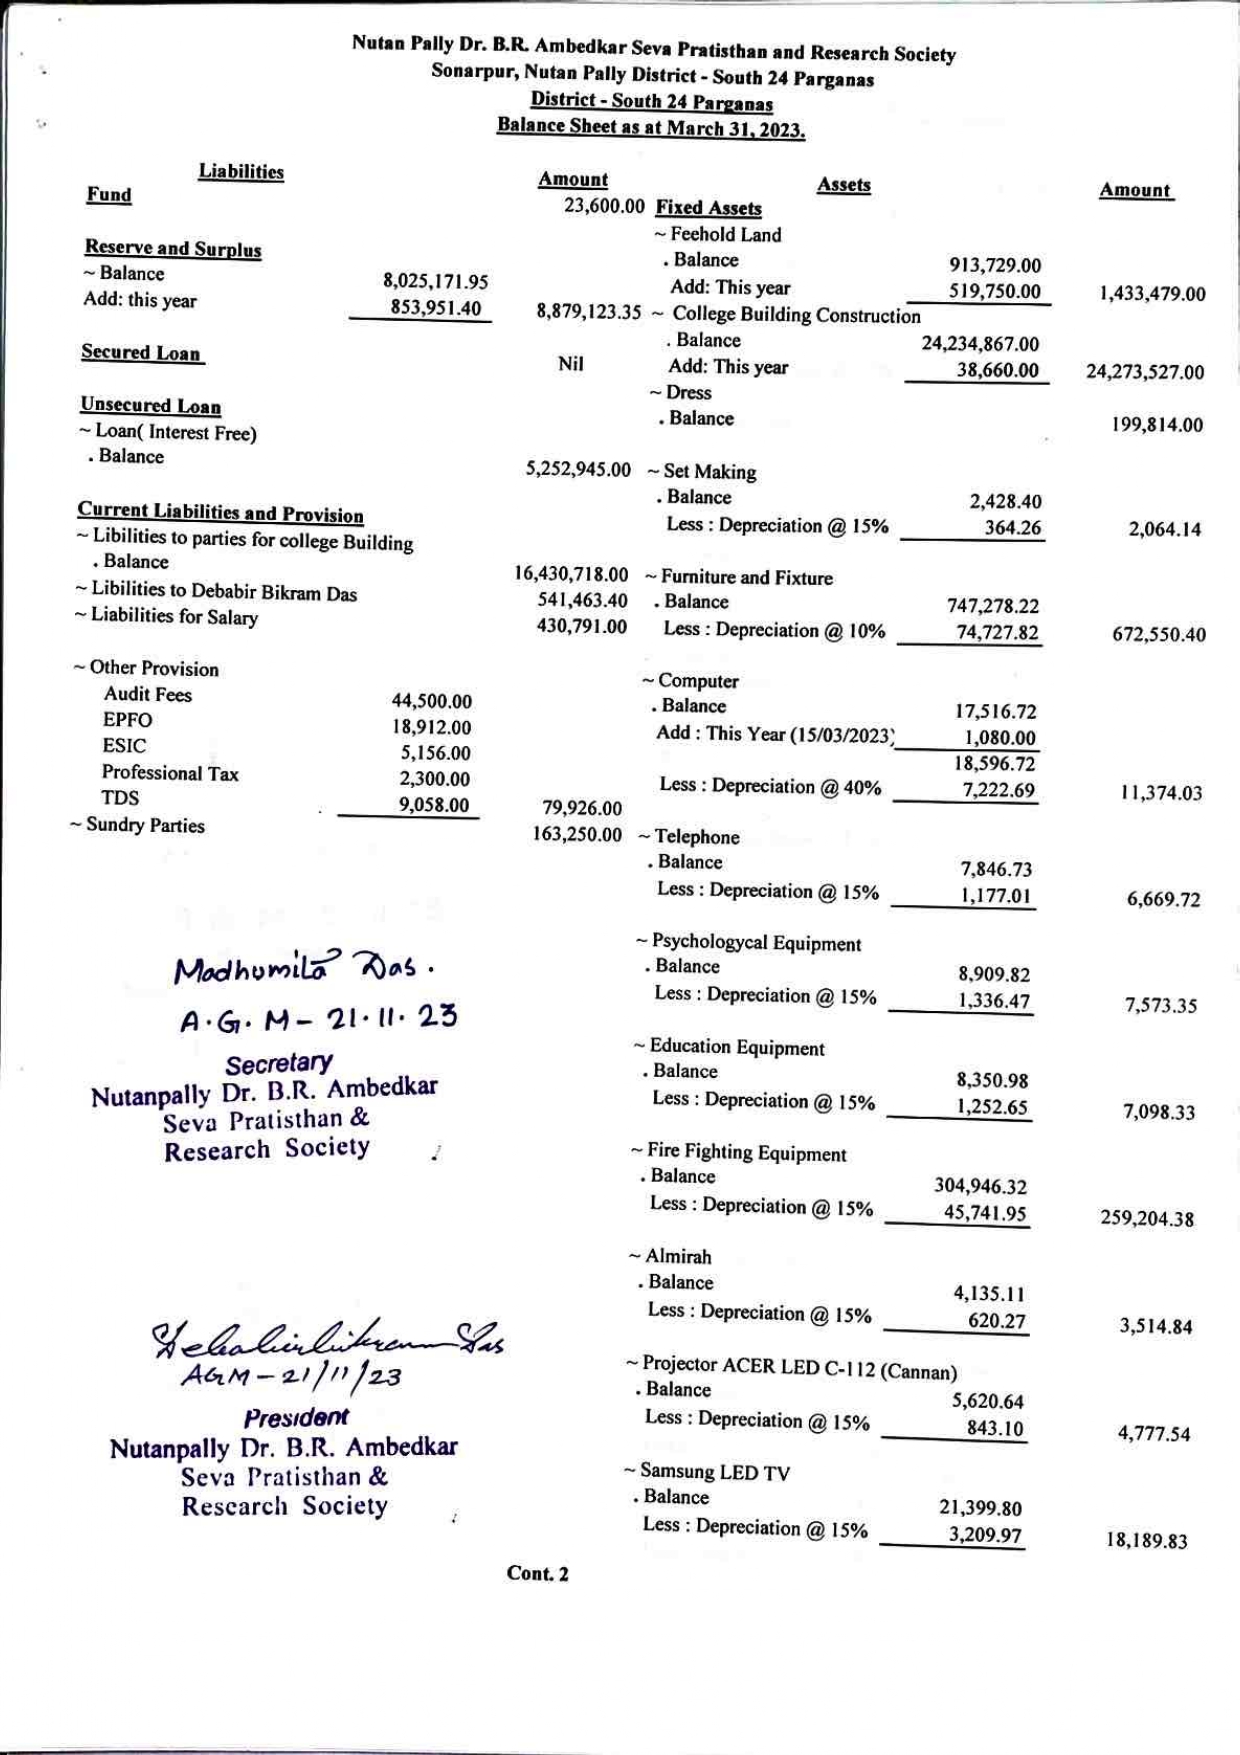 Nutan Pally Dr. B.R. Ambedkar Seva Pratisthan and Research Society
Sonarpur, Nutan Pally District - South 24 Parganas
District - South 24 Parganas
Balance Sheet as at March 31, 2023.
Liabilities Amount
Fund 23,600.00
Reserve and Surplus
~ Balance 8,025,171.95
Add: this year 853,951.40 8,879,123.35
Secured Loan Nil
Unsecured Loan
~ Loan( Interest Free)
. Balance 5,252,945.00
Current Liabilities and Provision
~ Libilities to parties for college Building
. Balance 16,430,718.00
~ Libilities to Debabir Bikram Das 541,463.40
~ Liabilities for Salary 430,791.00
~ Other Provision
Audit Fees 44,500.00
EPFO 18,912.00
ESIC 5,156.00
Professional Tax 2,300.00
TDS 9,058.00 79,926.00
~ Sundry Parties 163,250.00
Madhumita Das.
A.G.M - 21.11.23
Secretary
Nutanpally Dr. B.R. Ambedkar
Seva Pratisthan &
Research Society
Debabirbikram Das
AGM - 21/11/23
President
Nutanpally Dr. B.R. Ambedkar
Seva Pratisthan &
Research Society
Assets Amount
Fixed Assets
~ Feehold Land
. Balance 913,729.00
Add: This year 519,750.00 1,433,479.00
~ College Building Construction
. Balance 24,234,867.00
Add: This year 38,660.00 24,273,527.00
~ Dress
. Balance 199,814.00
~ Set Making
. Balance 2,428.40
Less : Depreciation @ 15% 364.26 2,064.14
~ Furniture and Fixture
. Balance 747,278.22
Less : Depreciation @ 10% 74,727.82 672,550.40
~ Computer
. Balance 17,516.72
Add : This Year (15/03/2023) 1,080.00
18,596.72
Less : Depreciation @ 40% 7,222.69 11,374.03
~ Telephone
. Balance 7,846.73
Less : Depreciation @ 15% 1,177.01 6,669.72
~ Psychologycal Equipment
. Balance 8,909.82
Less : Depreciation @ 15% 1,336.47 7,573.35
~ Education Equipment
. Balance 8,350.98
Less : Depreciation @ 15% 1,252.65 7,098.33
~ Fire Fighting Equipment
. Balance 304,946.32
Less : Depreciation @ 15% 45,741.95 259,204.38
~ Almirah
. Balance 4,135.11
Less : Depreciation @ 15% 620.27 3,514.84
~ Projector ACER LED C-112 (Cannan)
. Balance 5,620.64
Less : Depreciation @ 15% 843.10 4,777.54
~ Samsung LED TV
. Balance 21,399.80
Less : Depreciation @ 15% 3,209.97 18,189.83
Cont. 2